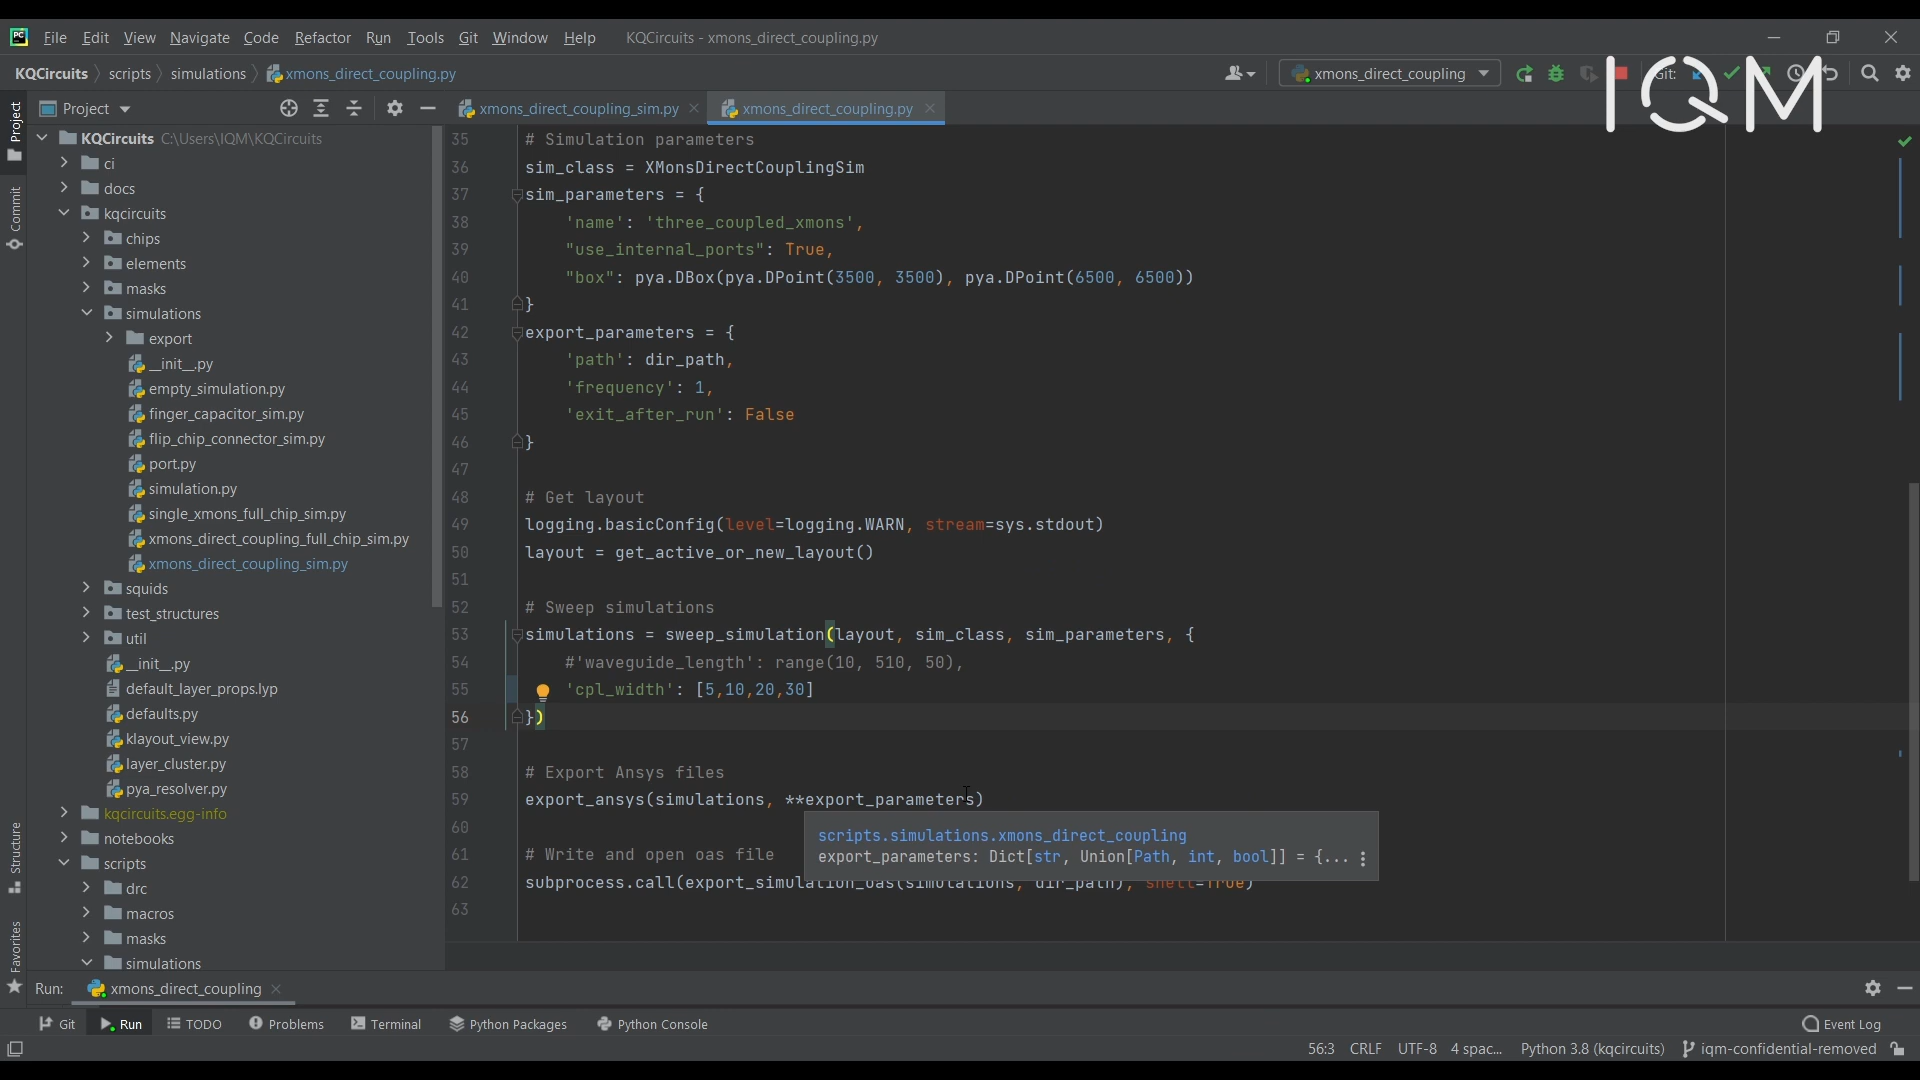 File Edit View Navigate Code Refactor Run Tools Git Window Help KQCircuits - xmons_direct_coupling.py
KQCircuits scripts simulations xmons_direct_coupling.py
xmons_direct_coupling
Git:
IQM
Project
xmons_direct_coupling_sim.py
xmons_direct_coupling.py
Project
Commit
Structure
Favorites
KQCircuits C:\Users\IQM\KQCircuits
ci
docs
kqcircuits
chips
elements
masks
simulations
export
__init__.py
empty_simulation.py
finger_capacitor_sim.py
flip_chip_connector_sim.py
port.py
simulation.py
single_xmons_full_chip_sim.py
xmons_direct_coupling_full_chip_sim.py
xmons_direct_coupling_sim.py
squids
test_structures
util
__init__.py
default_layer_props.lyp
defaults.py
klayout_view.py
layer_cluster.py
pya_resolver.py
kqcircuits.egg-info
notebooks
scripts
drc
macros
masks
simulations
35 # Simulation parameters
36 sim_class = XMonsDirectCouplingSim
37 sim_parameters = {
38 'name': 'three_coupled_xmons',
39 "use_internal_ports": True,
40 "box": pya.DBox(pya.DPoint(3500, 3500), pya.DPoint(6500, 6500))
41 }
42 export_parameters = {
43 'path': dir_path,
44 'frequency': 1,
45 'exit_after_run': False
46 }
47
48 # Get layout
49 logging.basicConfig(level=logging.WARN, stream=sys.stdout)
50 layout = get_active_or_new_layout()
51
52 # Sweep simulations
53 simulations = sweep_simulation(layout, sim_class, sim_parameters, {
54 #'waveguide_length': range(10, 510, 50),
55 'cpl_width': [5,10,20,30]
56 })
57
58 # Export Ansys files
59 export_ansys(simulations, **export_parameters)
60
61 # Write and open oas file
62 subprocess.call(export_simulation_oas(simulations, dir_path), shell=True)
63
scripts.simulations.xmons_direct_coupling
export_parameters: Dict[str, Union[Path, int, bool]] = {...
Run: xmons_direct_coupling
Git Run TODO Problems Terminal Python Packages Python Console Event Log
56:3 CRLF UTF-8 4 spac... Python 3.8 (kqcircuits) iqm-confidential-removed